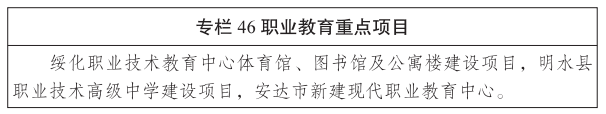 专栏 46 职业教育重点项目
绥化职业技术教育中心体育馆、图书馆及公寓楼建设项目，明水县
职业技术高级中学建设项目，安达市新建现代职业教育中心。